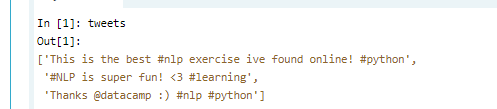 In [1]: tweets
Out[1]:
['This is the best #nlp exercise ive found online! #python',
 '#NLP is super fun! <3 #learning',
 'Thanks @datacamp :) #nlp #python']